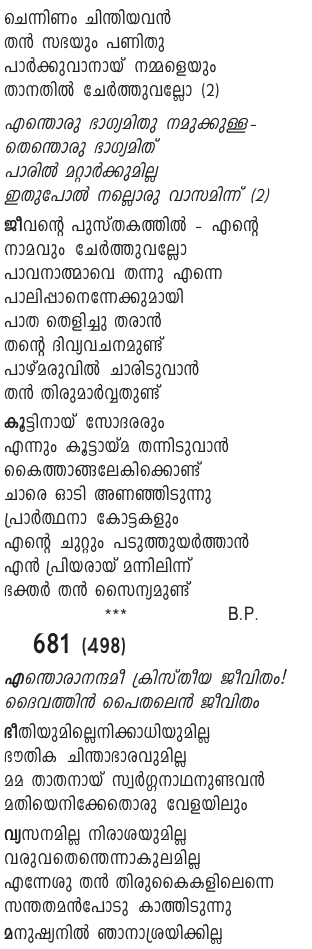 ചെന്നിണം ചിന്തിയവൻ
തൻ സഭയും പണിതു
പാർക്കുവാനായ് നമ്മളെയും
താനതിൽ ചേർത്തുവല്ലോ (2)
എന്തൊരു ഭാഗ്യമിതു നമുക്കുള്ള-
തെന്തൊരു ഭാഗ്യമിത്
പാരിൽ മറ്റാർക്കുമില്ല
ഇതുപോൽ നല്ലൊരു വാസമിന്ന് (2)
ജീവന്റെ പുസ്തകത്തിൽ - എന്റെ
നാമവും ചേർത്തുവല്ലോ
പാവനാത്മാവെ തന്നു എന്നെ
പാലിപ്പാനെന്നേക്കുമായി
പാത തെളിച്ചു തരാൻ
തന്റെ ദിവ്യവചനമുണ്ട്
പാഴ്മരുവിൽ ചാരിടുവാൻ
തൻ തിരുമാർവ്വതുണ്ട്
കൂട്ടിനായ് സോദരരും
എന്നും കൂട്ടായ്മ തന്നിടുവാൻ
കൈത്താങ്ങലേകിക്കൊണ്ട്
ചാരെ ഓടി അണഞ്ഞിടുന്നു
പ്രാർത്ഥനാ കോട്ടകളും
എന്റെ ചുറ്റും പടുത്തുയർത്താൻ
എൻ പ്രിയരായ് മന്നിലിന്ന്
ഭക്തർ തൻ സൈന്യമുണ്ട്
*** B.P.
681 (498)
എന്തൊരാനന്ദമീ ക്രിസ്തീയ ജീവിതം!
ദൈവത്തിൻ പൈതലെൻ ജീവിതം
ഭീതിയുമില്ലെനിക്കാധിയുമില്ല
ഭൗതിക ചിന്താഭാരവുമില്ല
മമ താതനായ് സ്വർഗ്ഗനാഥനുണ്ടവൻ
മതിയെനിക്കേതൊരു വേളയിലും
വ്യസനമില്ല നിരാശയുമില്ല
വരുവതെന്തെന്നാകുലമില്ല
എന്നേശു തൻ തിരുകൈകളിലെന്നെ
സന്തതമൻപോടു കാത്തിടുന്നു
മനുഷ്യനിൽ ഞാനാശ്രയിക്കില്ല